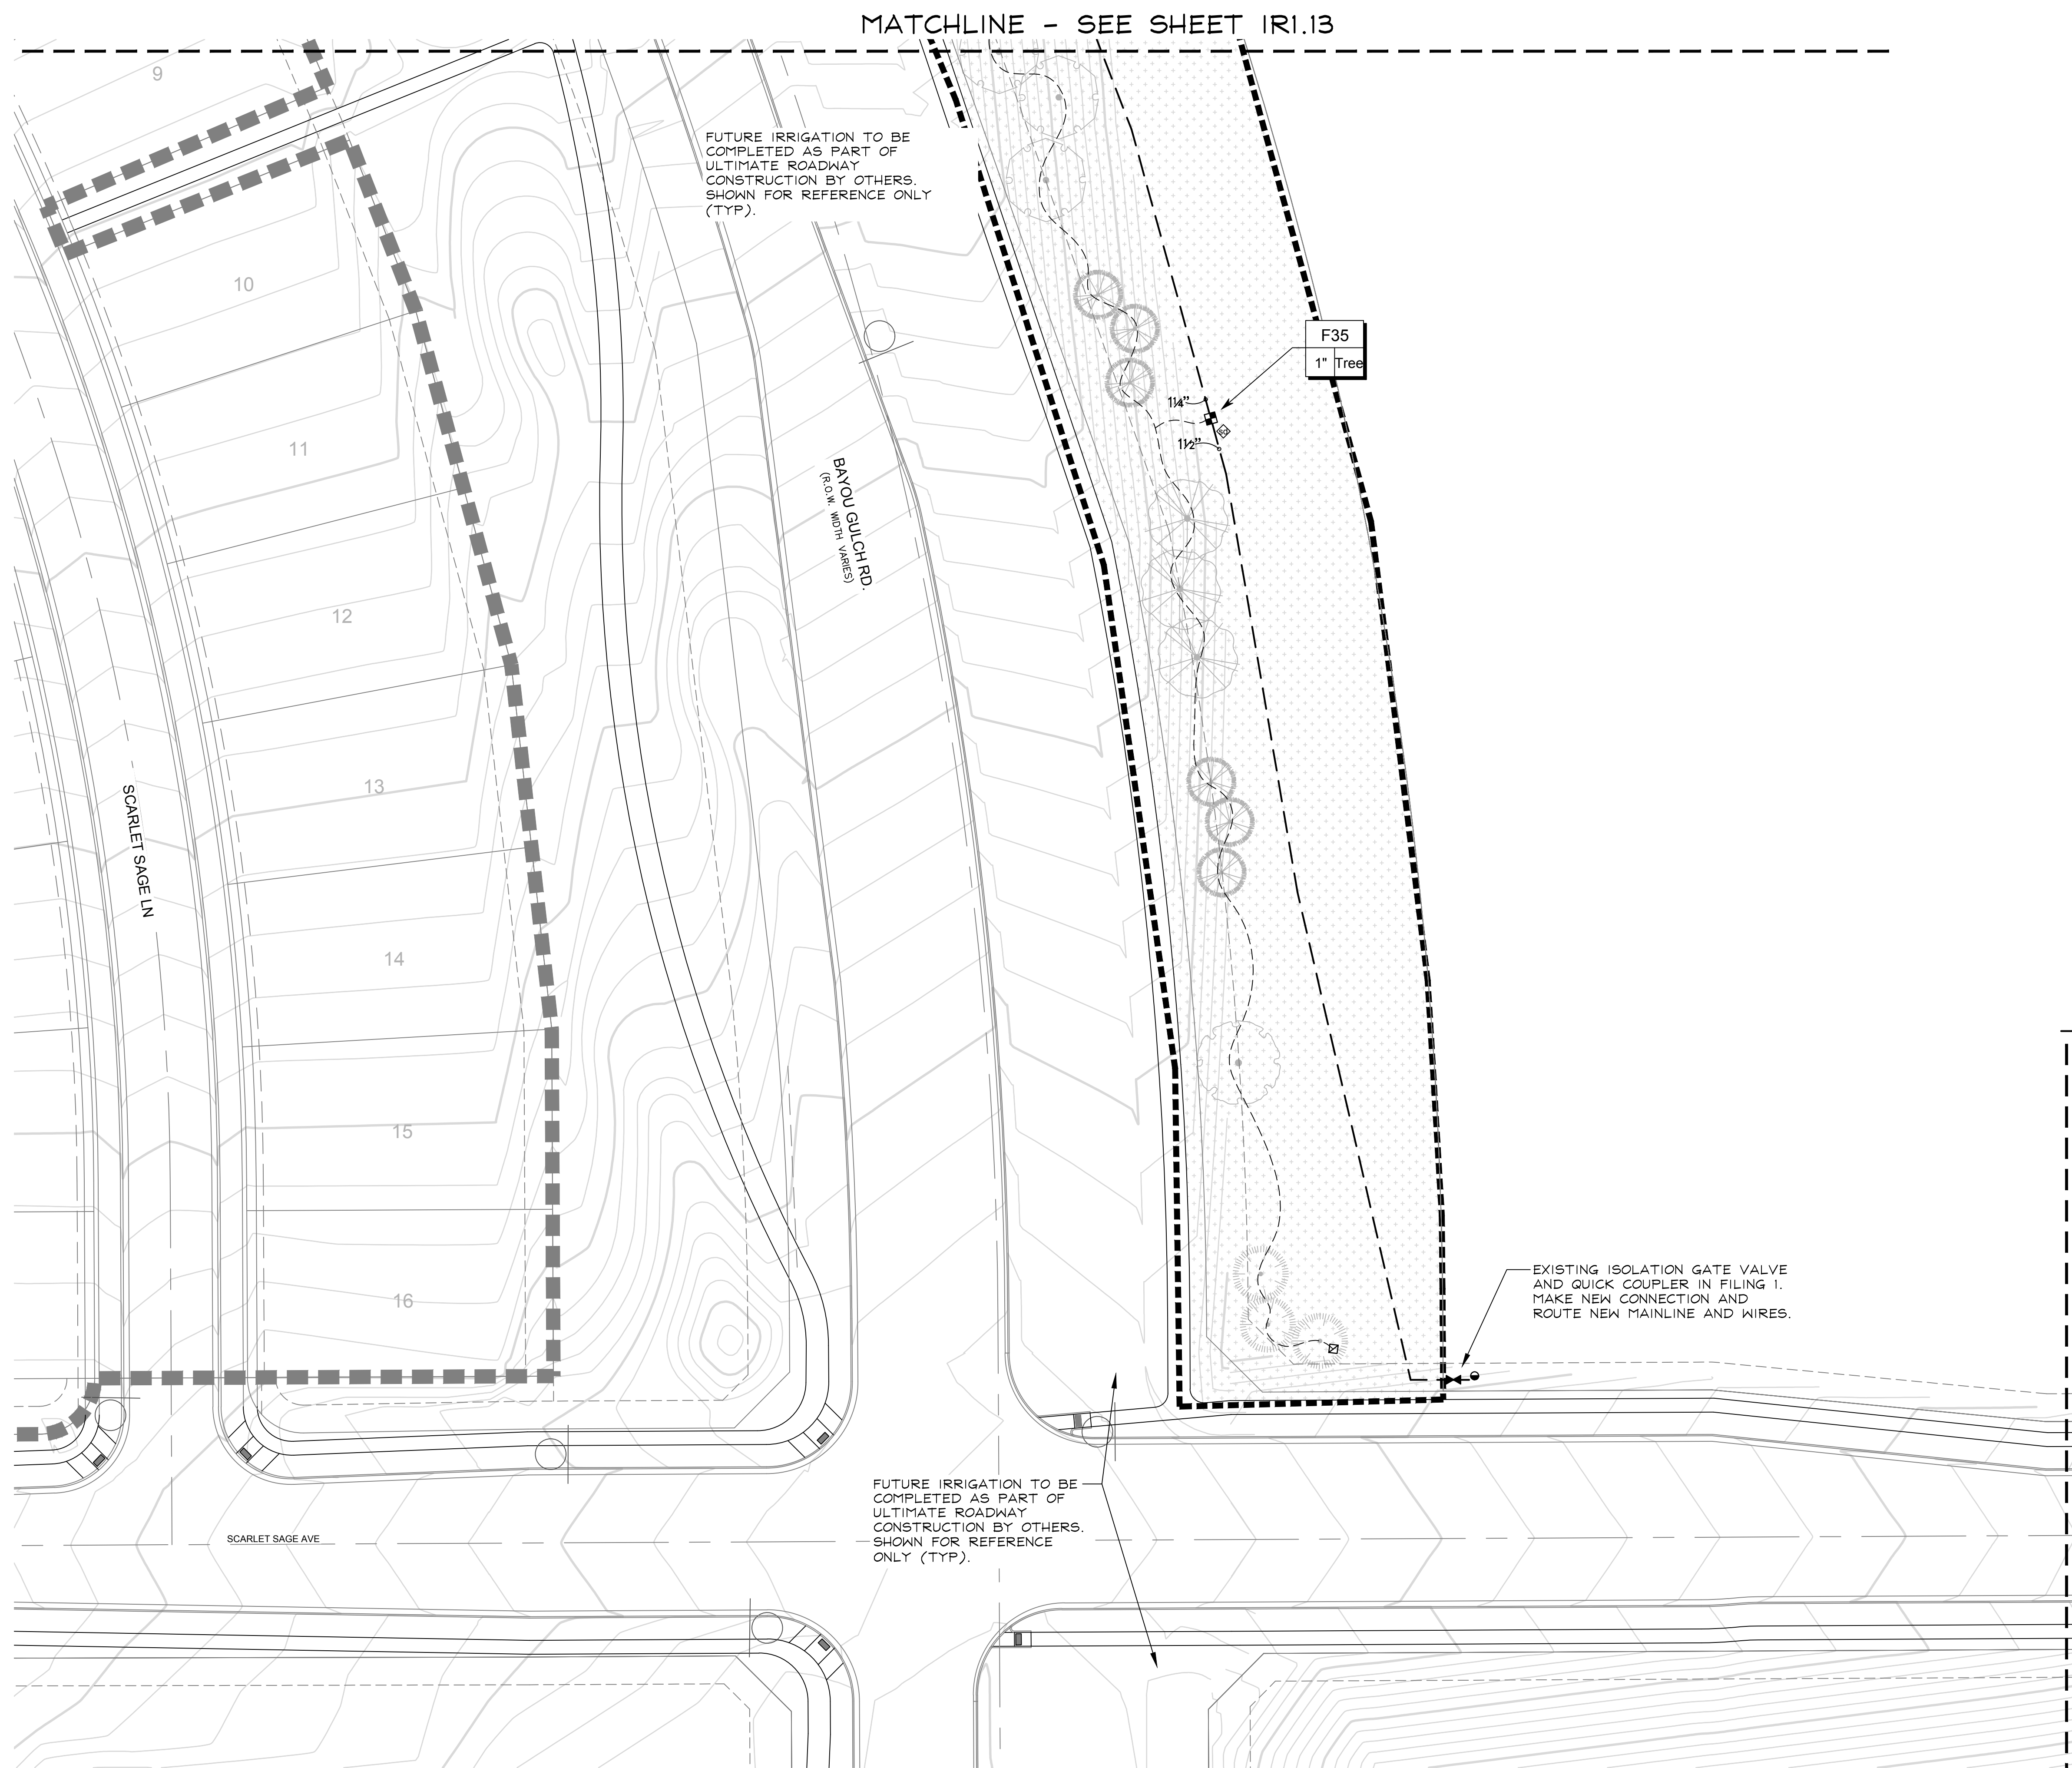 MATCHLINE - SEE SHEET IR1.13
9
FUTURE IRRIGATION TO BE
COMPLETED AS PART OF
ULTIMATE ROADWAY
CONSTRUCTION BY OTHERS.
SHOWN FOR REFERENCE ONLY
(TYP).
10
F35
1" Tree
1¼"
1½"
11
BAYOU GULCH RD.
(R.O.W. WIDTH VARIES)
12
13
SCARLET SAGE LN
14
15
16
EXISTING ISOLATION GATE VALVE
AND QUICK COUPLER IN FILING 1.
MAKE NEW CONNECTION AND
ROUTE NEW MAINLINE AND WIRES.
FUTURE IRRIGATION TO BE
COMPLETED AS PART OF
ULTIMATE ROADWAY
CONSTRUCTION BY OTHERS.
SHOWN FOR REFERENCE
ONLY (TYP).
SCARLET SAGE AVE